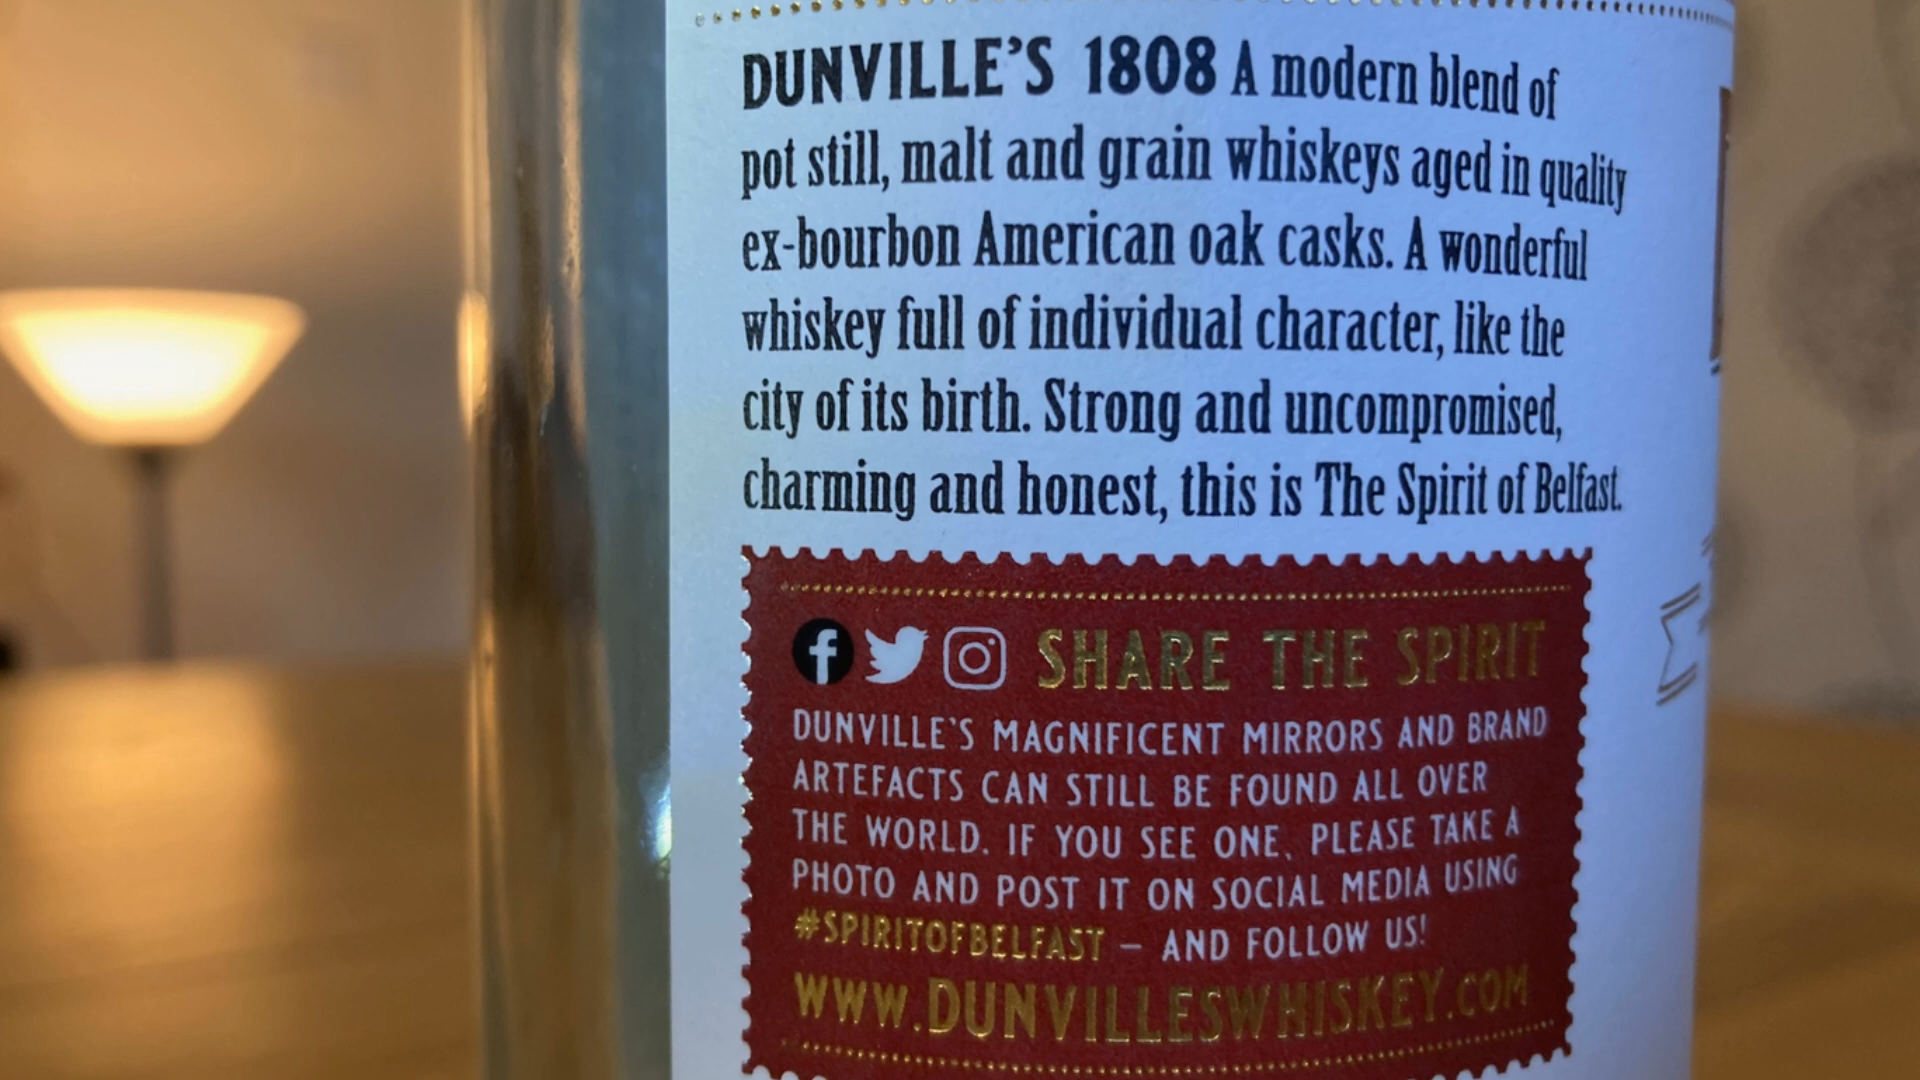 DUNVILLE'S 1808 A modern blend of
pot still, malt and grain whiskeys aged in quality
ex-bourbon American oak casks. A wonderful
whiskey full of individual character, like the
city of its birth. Strong and uncompromised,
charming and honest, this is The Spirit of Belfast.
SHARE THE SPIRIT
DUNVILLE'S MAGNIFICENT MIRRORS AND BRAND
ARTEFACTS CAN STILL BE FOUND ALL OVER
THE WORLD. IF YOU SEE ONE, PLEASE TAKE A
PHOTO AND POST IT ON SOCIAL MEDIA USING
#SPIRITOFBELFAST – AND FOLLOW US!
WWW.DUNVILLESWHISKEY.COM